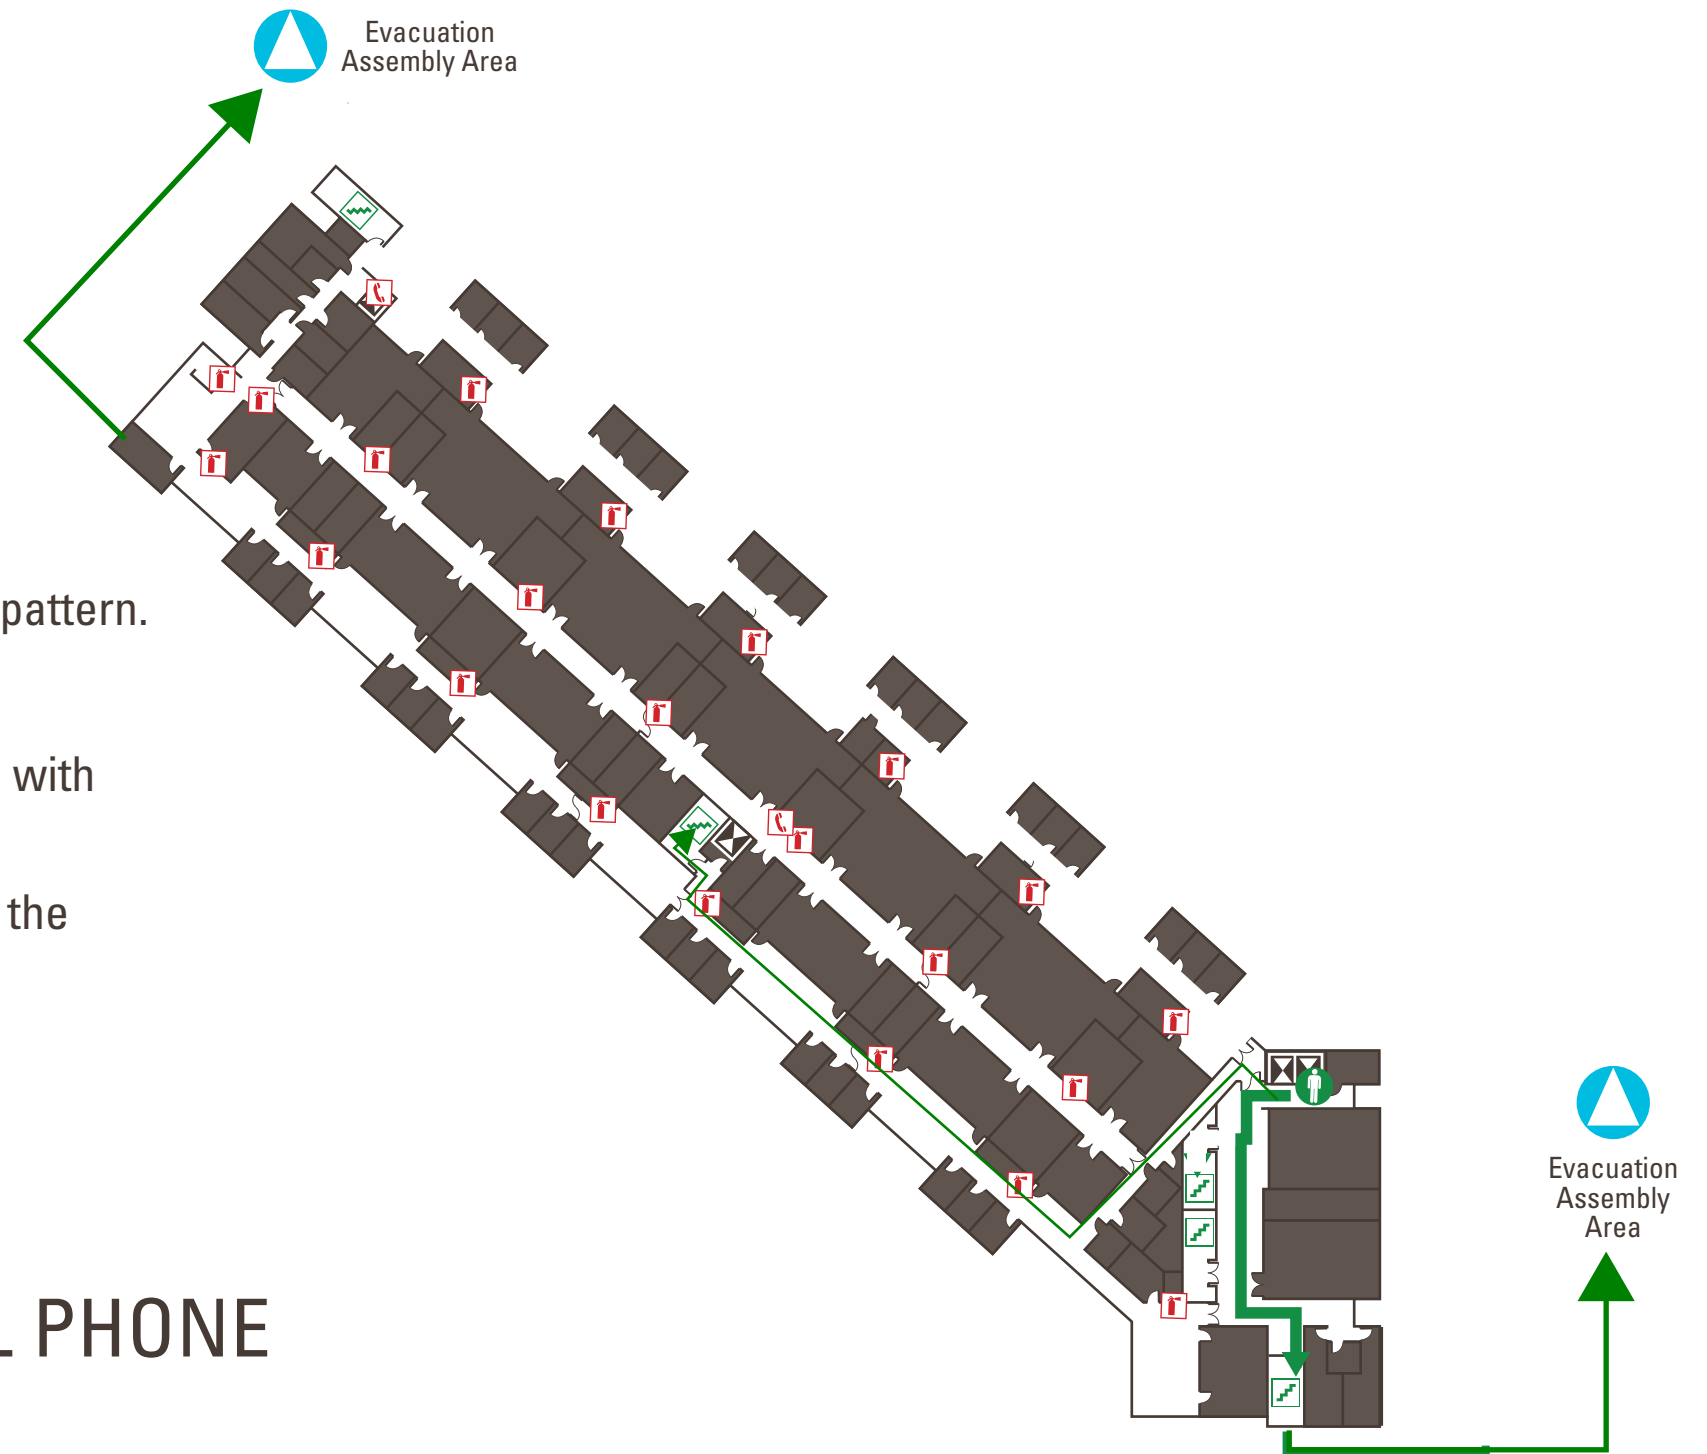 Evacuation
Assembly Area
pattern.
with
the
PHONE
Evacuation
Assembly
Area